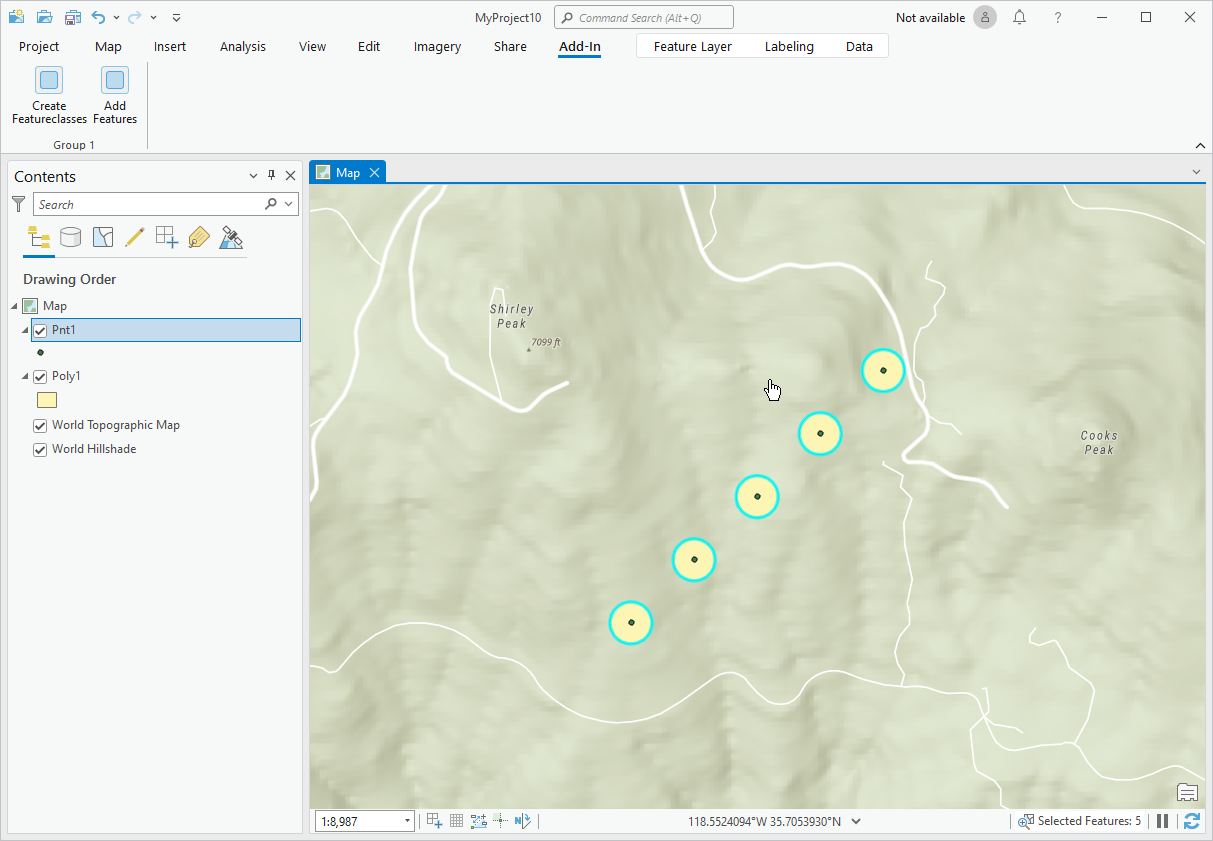 MyProject10
Command Search (Alt+Q)
Not available
?
Project
Map
Insert
Analysis
View
Edit
Imagery
Share
Add-In
Feature Layer
Labeling
Data
Create
Featureclasses
Add
Features
Group 1
Contents
Search
Drawing Order
Map
Pnt1
Poly1
World Topographic Map
World Hillshade
Map
Shirley
Peak
7099 ft
Cooks
Peak
1:8,987
N
118.5524094°W 35.7053930°N
Selected Features: 5